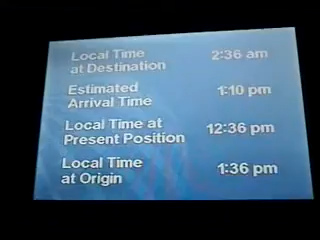 Local Time at Destination 2:36 am
Estimated Arrival Time 1:10 pm
Local Time at Present Position 12:36 pm
Local Time at Origin 1:36 pm